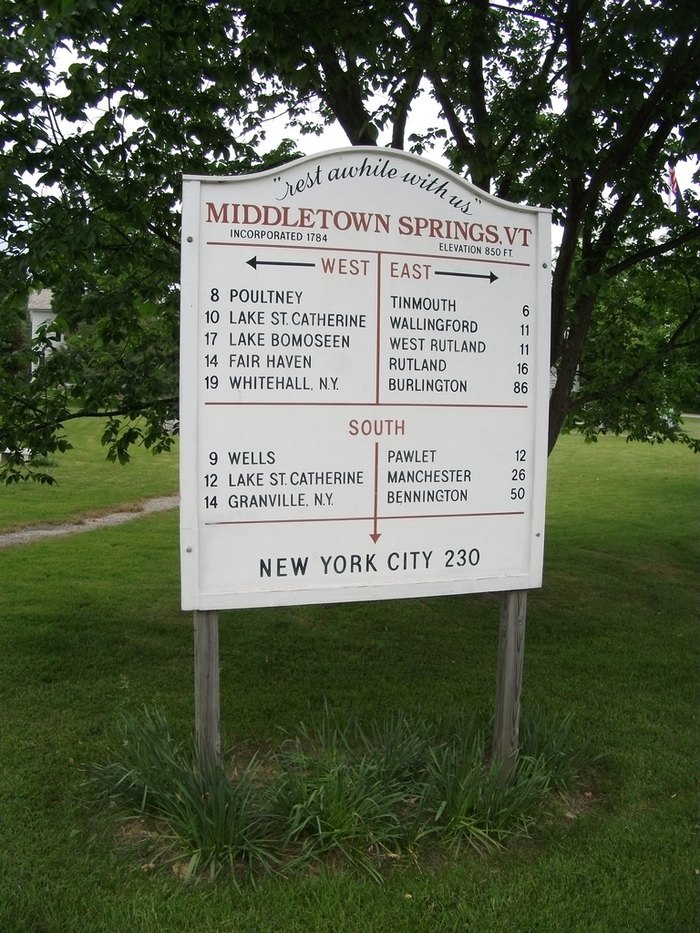 "rest awhile with us"
MIDDLETOWN SPRINGS, VT
INCORPORATED 1784 ELEVATION 850 FT.
WEST EAST
8 POULTNEY
10 LAKE ST. CATHERINE
17 LAKE BOMOSEEN
14 FAIR HAVEN
19 WHITEHALL, N.Y.
TINMOUTH 6
WALLINGFORD 11
WEST RUTLAND 11
RUTLAND 16
BURLINGTON 86
SOUTH
9 WELLS
12 LAKE ST. CATHERINE
14 GRANVILLE, N.Y.
PAWLET 12
MANCHESTER 26
BENNINGTON 50
NEW YORK CITY 230